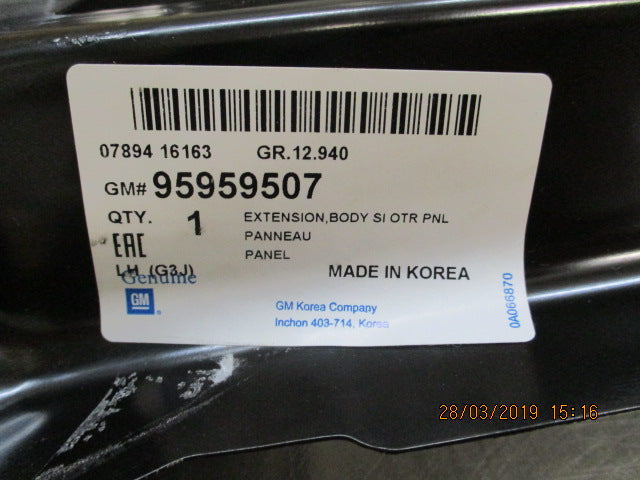 07894 16163 GR.12.940
GM# 95959507
QTY. 1 EXTENSION,BODY SI OTR PNL
PANNEAU
PANEL
EAC
LH (G3J)
MADE IN KOREA
Genuine
GM
GM Korea Company
Inchon 403-714, Korea
0A066870
28/03/2019 15:16